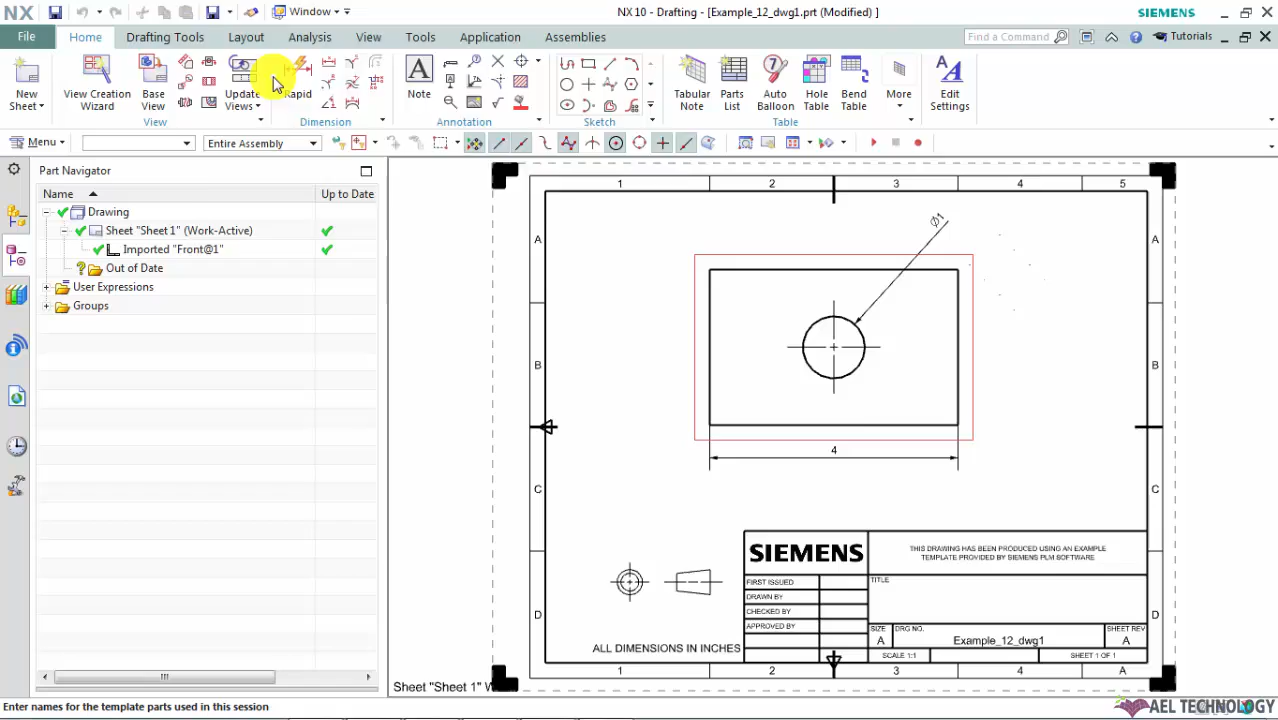 NX
Window
NX 10 - Drafting - [Example_12_dwg1.prt (Modified) ]
SIEMENS
File
Home
Drafting Tools
Layout
Analysis
View
Tools
Application
Assemblies
Find a Command
Tutorials
New
Sheet
View Creation
Wizard
Base
View
Update
Views
Rapid
Note
Tabular
Note
Parts
List
Auto
Balloon
Hole
Table
Bend
Table
More
Edit
Settings
View
Dimension
Annotation
Sketch
Table
Menu
Entire Assembly
Part Navigator
Name
Up to Date
Drawing
Sheet "Sheet 1" (Work-Active)
Imported "Front@1"
Out of Date
User Expressions
Groups
1 2 3 4 5
A
A
Ø1
B
B
4
C
C
SIEMENS
THIS DRAWING HAS BEEN PRODUCED USING AN EXAMPLE
TEMPLATE PROVIDED BY SIEMENS PLM SOFTWARE
FIRST ISSUED
TITLE
DRAWN BY
CHECKED BY
D
D
APPROVED BY
SIZE
A
DRG NO.
Example_12_dwg1
SHEET REV
A
ALL DIMENSIONS IN INCHES
SCALE 1:1
SHEET 1 OF 1
1 2 3 4 A
Sheet "Sheet 1" W
Enter names for the template parts used in this session
AEL TECHNOLOGY